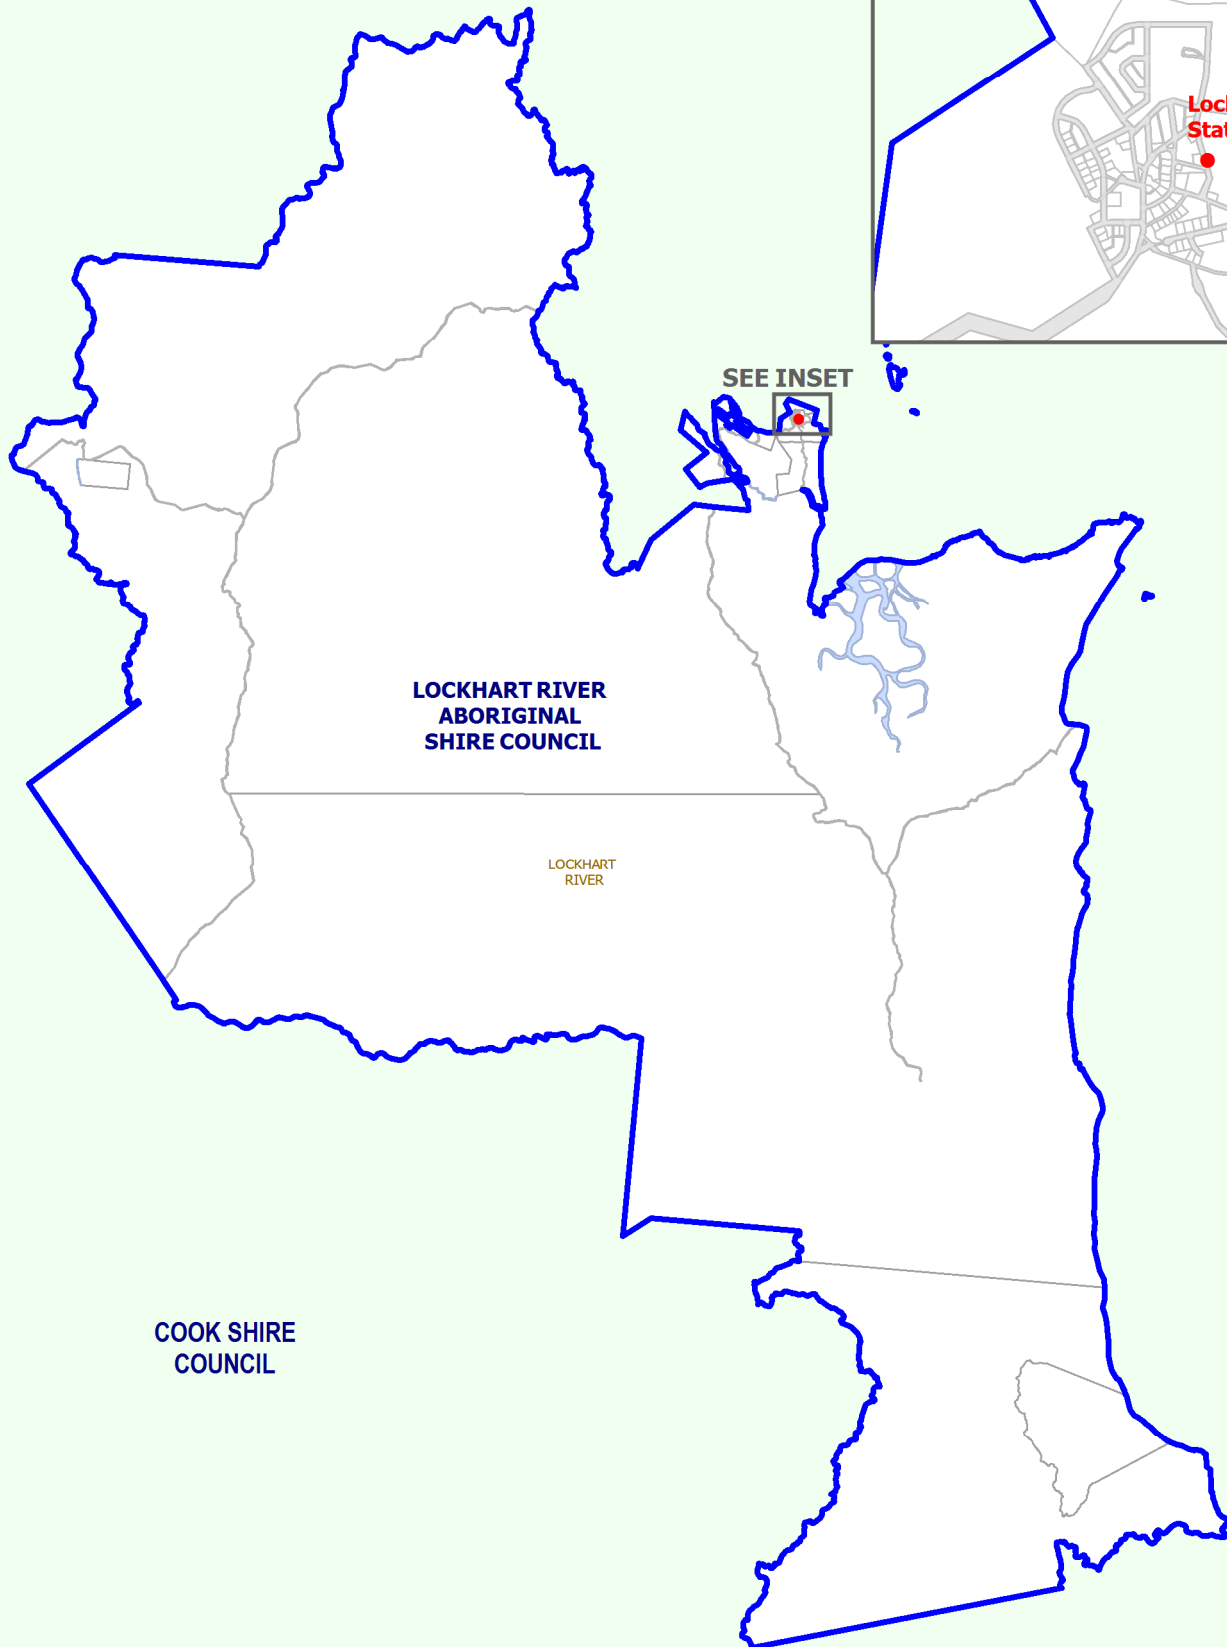 SEE INSET
LOCKHART RIVER
ABORIGINAL
SHIRE COUNCIL
LOCKHART
RIVER
COOK SHIRE
COUNCIL